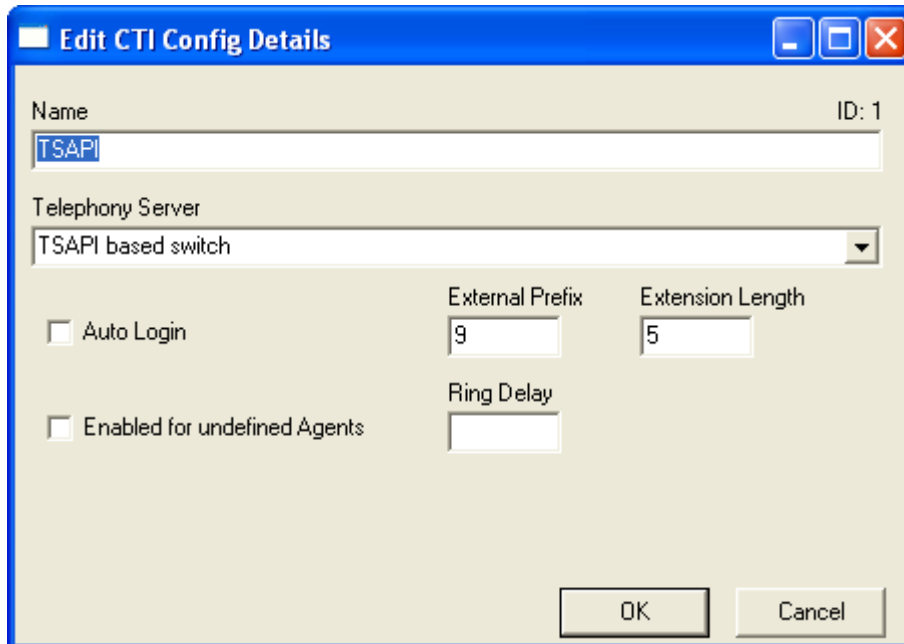 Edit CTI Config Details
Name ID: 1
TSAPI
Telephony Server
TSAPI based switch
External Prefix Extension Length
Auto Login 9 5
Ring Delay
Enabled for undefined Agents
OK Cancel